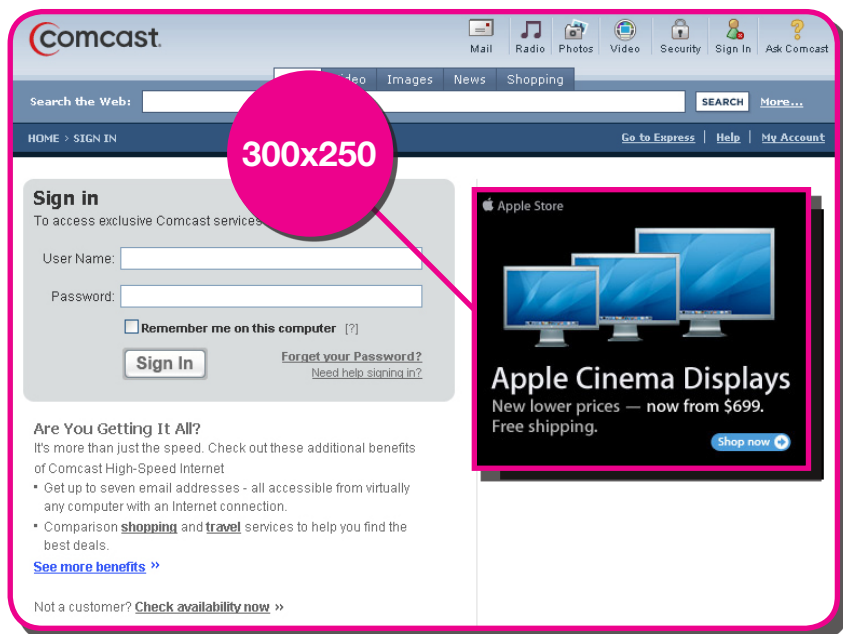 comcast.
Mail Radio Photos Video Security Sign In Ask Comcast
Images News Shopping
Search the Web: SEARCH More...
HOME > SIGN IN Go to Express | Help | My Account
300x250
Sign in
To access exclusive Comcast services
User Name:
Password:
Remember me on this computer [?]
Sign In
Forget your Password?
Need help signing in?
Apple Store
Apple Cinema Displays
New lower prices — now from $699.
Free shipping.
Shop now
Are You Getting It All?
It's more than just the speed. Check out these additional benefits
of Comcast High-Speed Internet
• Get up to seven email addresses - all accessible from virtually
any computer with an Internet connection.
• Comparison shopping and travel services to help you find the
best deals.
See more benefits »
Not a customer? Check availability now »